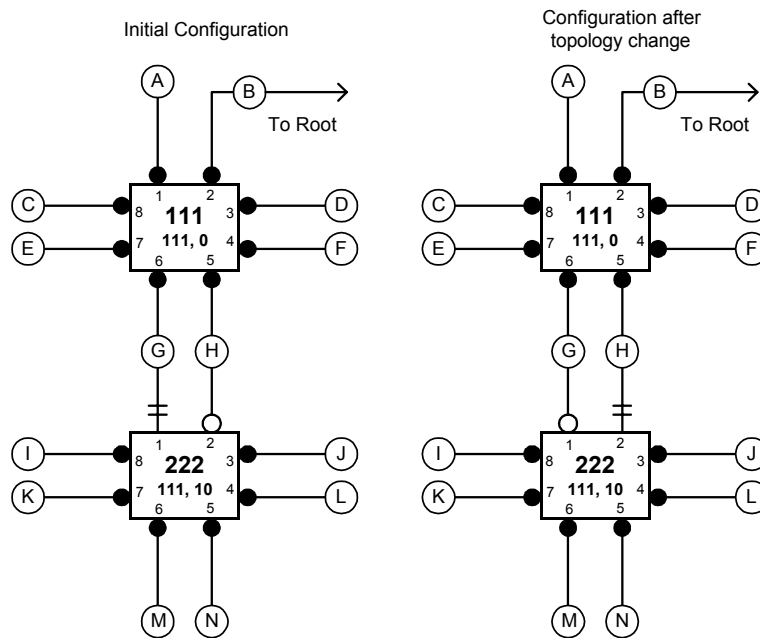 Initial Configuration
Configuration after
topology change
A
B
To Root
C
E
D
F
1
2
8
3
7
4
6
5
111
111, 0
G
H
I
K
J
L
1
2
8
3
7
4
6
5
222
111, 10
M
N
A
B
To Root
C
E
D
F
1
2
8
3
7
4
6
5
111
111, 0
G
H
I
K
J
L
1
2
8
3
7
4
6
5
222
111, 10
M
N